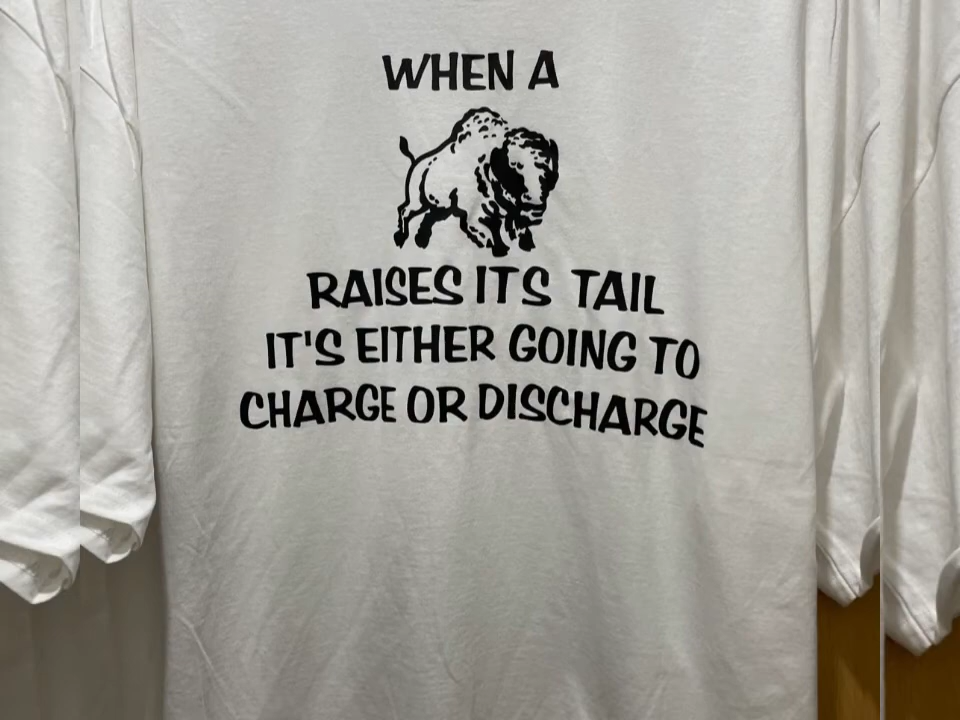 WHEN A
RAISES ITS TAIL
IT'S EITHER GOING TO
CHARGE OR DISCHARGE